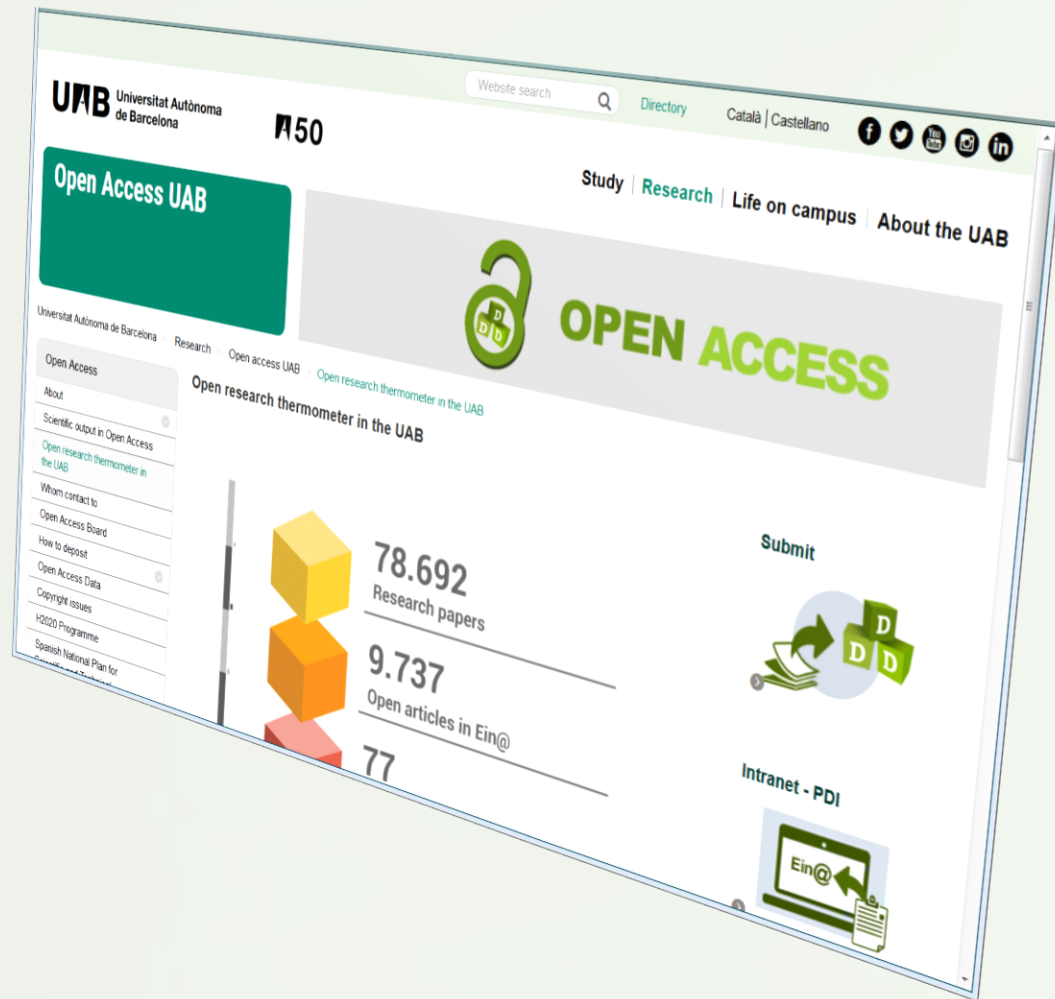 Website search
Directory
Català | Castellano
You
Tube
UAB Universitat Autònoma
de Barcelona
A50
Study | Research | Life on campus | About the UAB
Open Access UAB
D
D D
OPEN ACCESS
Universitat Autònoma de Barcelona
Research
Open access UAB
Open research thermometer in the UAB
Open Access
About
Scientific output in Open Access
Open research thermometer in
the UAB
Whom contact to
Open Access Board
How to deposit
Open Access Data
Copyright issues
H2020 Programme
Spanish National Plan for
Open research thermometer in the UAB
78.692
Research papers
9.737
Open articles in Ein@
77
Submit
D
D D
Intranet - PDI
Ein@